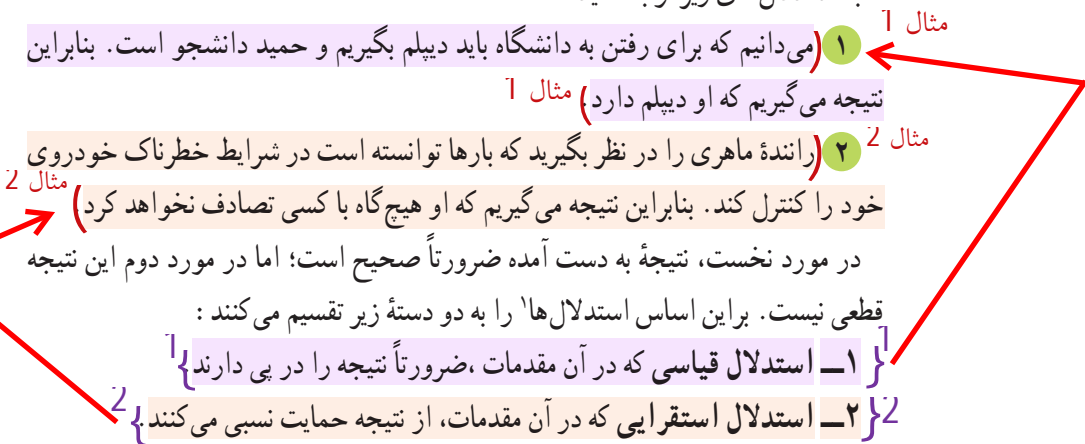 مثال 1
۱ (می‌دانیم که برای رفتن به دانشگاه باید دیپلم بگیریم و حمید دانشجو است. بنابراین
نتیجه می‌گیریم که او دیپلم دارد.) مثال 1
مثال 2
۲ (رانندهٔ ماهری را در نظر بگیرید که بارها توانسته است در شرایط خطرناک خودروی
خود را کنترل کند. بنابراین نتیجه می‌گیریم که او هیچ‌گاه با کسی تصادف نخواهد کرد.) مثال 2
در مورد نخست، نتیجهٔ به دست آمده ضرورتاً صحیح است؛ اما در مورد دوم این نتیجه
قطعی نیست. براین اساس استدلال‌ها۱ را به دو دستهٔ زیر تقسیم می‌کنند :
1{ ۱ــ استدلال قیاسی که در آن مقدمات ،ضرورتاً نتیجه را در پی دارند.}1
2{ ۲ــ استدلال استقرایی که در آن مقدمات، از نتیجه حمایت نسبی می‌کنند.}2